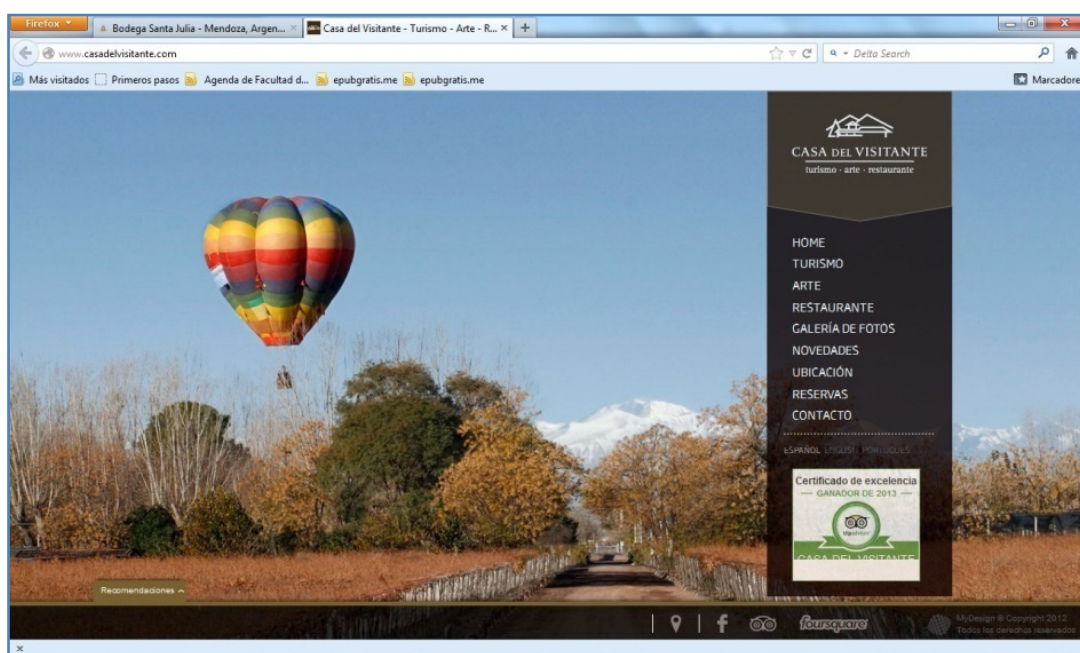 Firefox
Bodega Santa Julia - Mendoza, Argen...
Casa del Visitante - Turismo - Arte - R...
www.casadelvisitante.com
Delta Search
Más visitados
Primeros pasos
Agenda de Facultad d...
epubgratis.me
epubgratis.me
Marcadore
CASA DEL VISITANTE
turismo · arte · restaurante
HOME
TURISMO
ARTE
RESTAURANTE
GALERÍA DE FOTOS
NOVEDADES
UBICACIÓN
RESERVAS
CONTACTO
ESPAÑOL ENGLISH PORTUGUES
Certificado de excelencia
GANADOR DE 2013
tripadvisor
CASA DEL VISITANTE
Recomendaciones
foursquare
MyDesign © Copyright 2012
Todos los derechos reservados